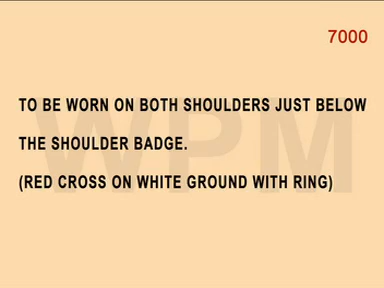 7000
TO BE WORN ON BOTH SHOULDERS JUST BELOW
THE SHOULDER BADGE.
(RED CROSS ON WHITE GROUND WITH RING)
WPM